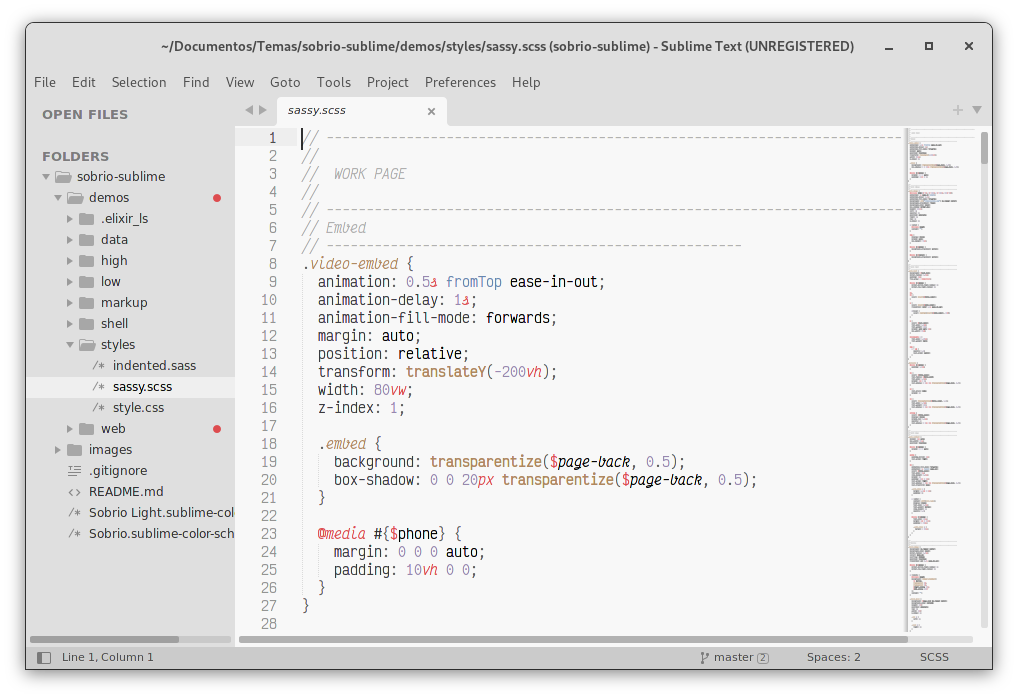 ~/Documentos/Temas/sobrio-sublime/demos/styles/sassy.scss (sobrio-sublime) - Sublime Text (UNREGISTERED)
File Edit Selection Find View Goto Tools Project Preferences Help
OPEN FILES
FOLDERS
sobrio-sublime
demos
.elixir_ls
data
high
low
markup
shell
styles
/* indented.sass
/* sassy.scss
/* style.css
web
images
.gitignore
<> README.md
/* Sobrio Light.sublime-col
/* Sobrio.sublime-color-sch
sassy.scss
1 // ------------------------------------------------------------------------
2 //
3 // WORK PAGE
4 //
5 // ------------------------------------------------------------------------
6 // Embed
7 // ----------------------------------------------------
8 .video-embed {
9 animation: 0.5s fromTop ease-in-out;
10 animation-delay: 1s;
11 animation-fill-mode: forwards;
12 margin: auto;
13 position: relative;
14 transform: translateY(-200vh);
15 width: 80vw;
16 z-index: 1;
17
18 .embed {
19 background: transparentize($page-back, 0.5);
20 box-shadow: 0 0 20px transparentize($page-back, 0.5);
21 }
22
23 @media #{$phone} {
24 margin: 0 0 0 auto;
25 padding: 10vh 0 0;
26 }
27 }
28
Line 1, Column 1
master 2
Spaces: 2
SCSS